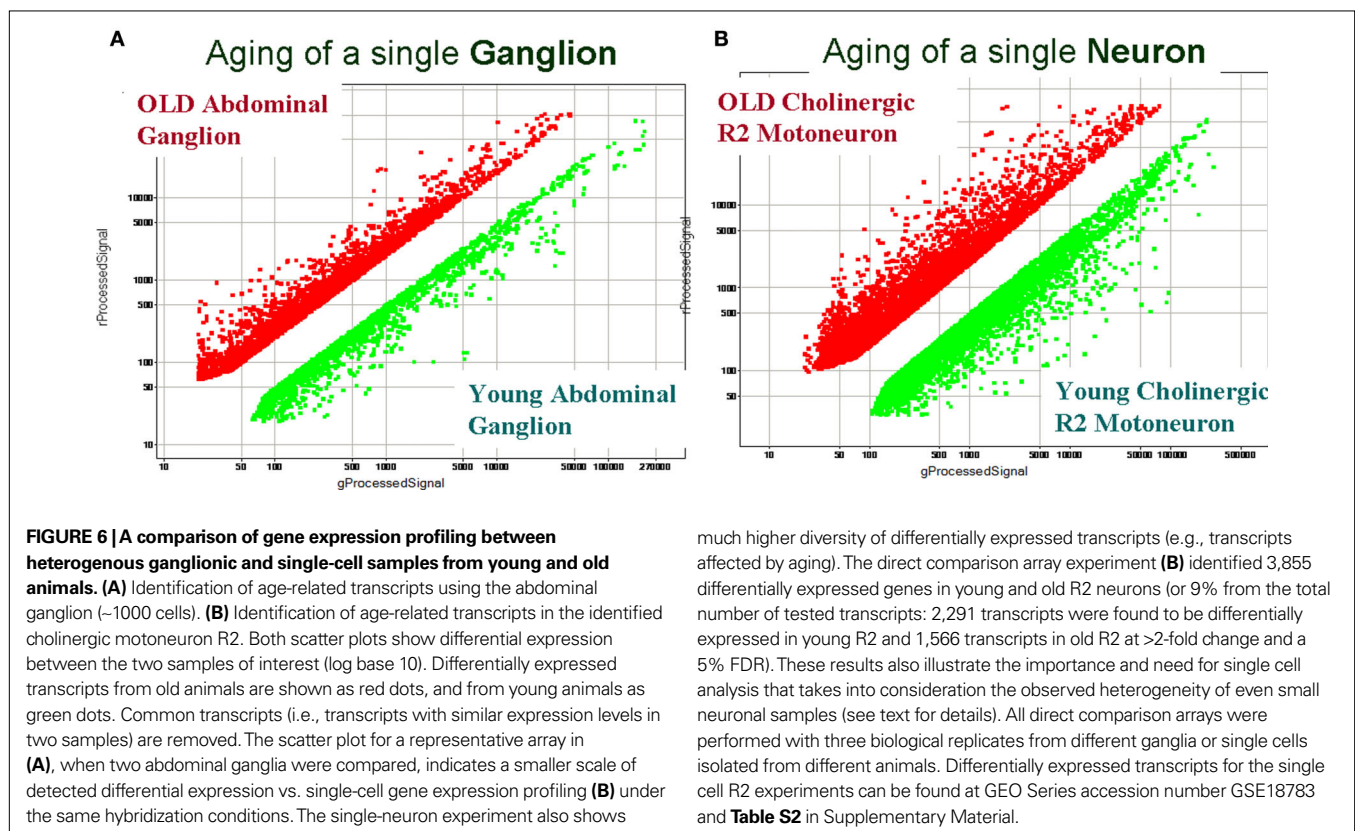 A
Aging of a single Ganglion
OLD Abdominal
Ganglion
rProcessedSignal
10000
5000
1000
500
100
50
10
Young Abdominal
Ganglion
10
50
100
500
1000
5000
10000
50000
100000
270000
gProcessedSignal
B
Aging of a single Neuron
OLD Cholinergic
R2 Motoneuron
rProcessedSignal
10000
5000
1000
500
100
50
Young Cholinergic
R2 Motoneuron
10
50
100
500
1000
5000
10000
50000
100000
500000
gProcessedSignal
FIGURE 6 | A comparison of gene expression profiling between
heterogenous ganglionic and single-cell samples from young and old
animals. (A) Identification of age-related transcripts using the abdominal
ganglion (~1000 cells). (B) Identification of age-related transcripts in the identified
cholinergic motoneuron R2. Both scatter plots show differential expression
between the two samples of interest (log base 10). Differentially expressed
transcripts from old animals are shown as red dots, and from young animals as
green dots. Common transcripts (i.e., transcripts with similar expression levels in
two samples) are removed. The scatter plot for a representative array in
(A), when two abdominal ganglia were compared, indicates a smaller scale of
detected differential expression vs. single-cell gene expression profiling (B) under
the same hybridization conditions. The single-neuron experiment also shows
much higher diversity of differentially expressed transcripts (e.g., transcripts
affected by aging). The direct comparison array experiment (B) identified 3,855
differentially expressed genes in young and old R2 neurons (or 9% from the total
number of tested transcripts: 2,291 transcripts were found to be differentially
expressed in young R2 and 1,566 transcripts in old R2 at >2-fold change and a
5% FDR). These results also illustrate the importance and need for single cell
analysis that takes into consideration the observed heterogeneity of even small
neuronal samples (see text for details). All direct comparison arrays were
performed with three biological replicates from different ganglia or single cells
isolated from different animals. Differentially expressed transcripts for the single
cell R2 experiments can be found at GEO Series accession number GSE18783
and Table S2 in Supplementary Material.